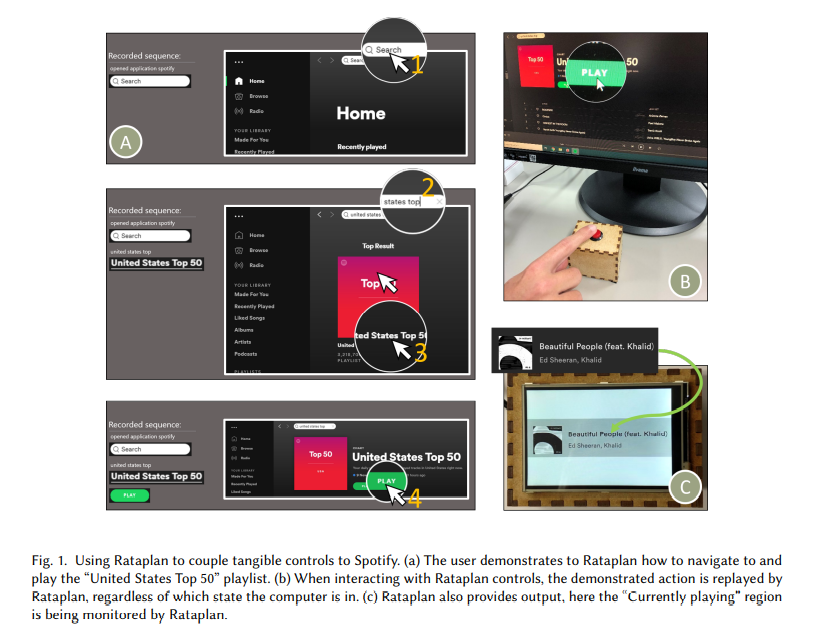 Recorded sequence:
opened application spotify
Search
A
Search
Home
Browse
Radio
YOUR LIBRARY
Made For You
Recently Played
Home
Recently played
Search
1
Recorded sequence:
opened application spotify
Search
united states top
United States Top 50
united states
Home
Browse
Radio
YOUR LIBRARY
Made For You
Recently Played
Liked Songs
Albums
Artists
Podcasts
PLAYLISTS
Top Result
states top
2
United
PLAYLIST
ted States Top 50
3
Recorded sequence:
opened application spotify
Search
united states top
United States Top 50
PLAY
Home
Browse
Radio
YOUR LIBRARY
Made For You
Recently Played
Liked Songs
united states top
Top 50
United States Top 50
PLAY
4
Top 50
50
PLAY
B
Beautiful People (feat. Khalid)
Ed Sheeran, Khalid
Beautiful People (feat. Khalid)
Ed Sheeran, Khalid
C
Fig. 1. Using Rataplan to couple tangible controls to Spotify. (a) The user demonstrates to Rataplan how to navigate to and
play the “United States Top 50” playlist. (b) When interacting with Rataplan controls, the demonstrated action is replayed by
Rataplan, regardless of which state the computer is in. (c) Rataplan also provides output, here the “Currently playing” region
is being monitored by Rataplan.